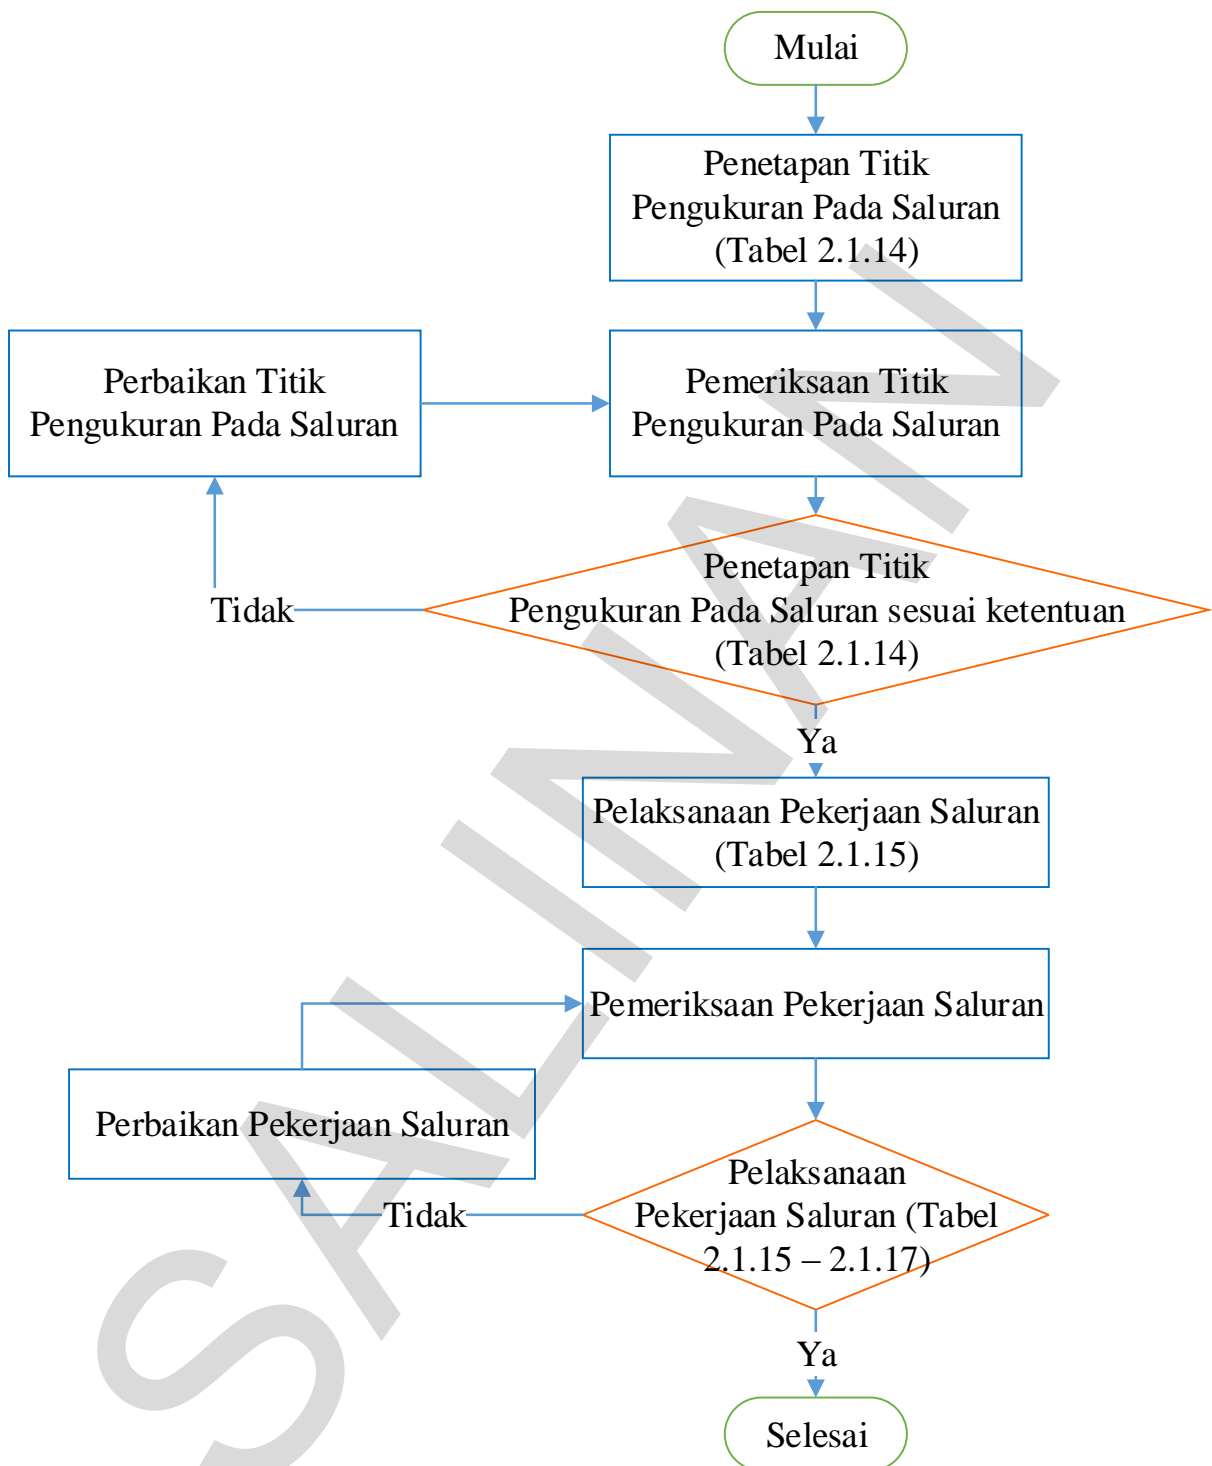 Mulai
Penetapan Titik
Pengukuran Pada Saluran
(Tabel 2.1.14)
Perbaikan Titik
Pengukuran Pada Saluran
Pemeriksaan Titik
Pengukuran Pada Saluran
Penetapan Titik
Pengukuran Pada Saluran sesuai ketentuan
(Tabel 2.1.14)
Tidak
Ya
Pelaksanaan Pekerjaan Saluran
(Tabel 2.1.15)
Pemeriksaan Pekerjaan Saluran
Perbaikan Pekerjaan Saluran
Pelaksanaan
Pekerjaan Saluran (Tabel
2.1.15 – 2.1.17)
Tidak
Ya
Selesai
SALINAN